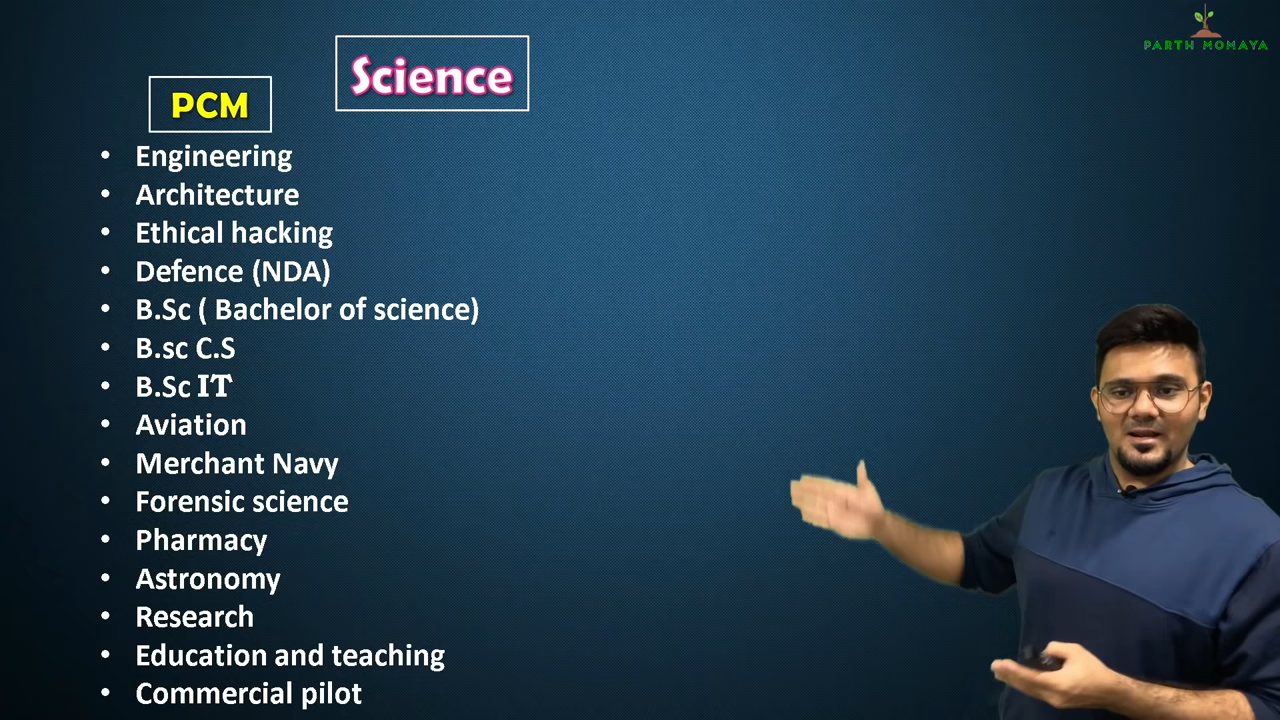 PARTH MOMAYA
Science
PCM
• Engineering
• Architecture
• Ethical hacking
• Defence (NDA)
• B.Sc ( Bachelor of science)
• B.sc C.S
• B.Sc IT
• Aviation
• Merchant Navy
• Forensic science
• Pharmacy
• Astronomy
• Research
• Education and teaching
• Commercial pilot